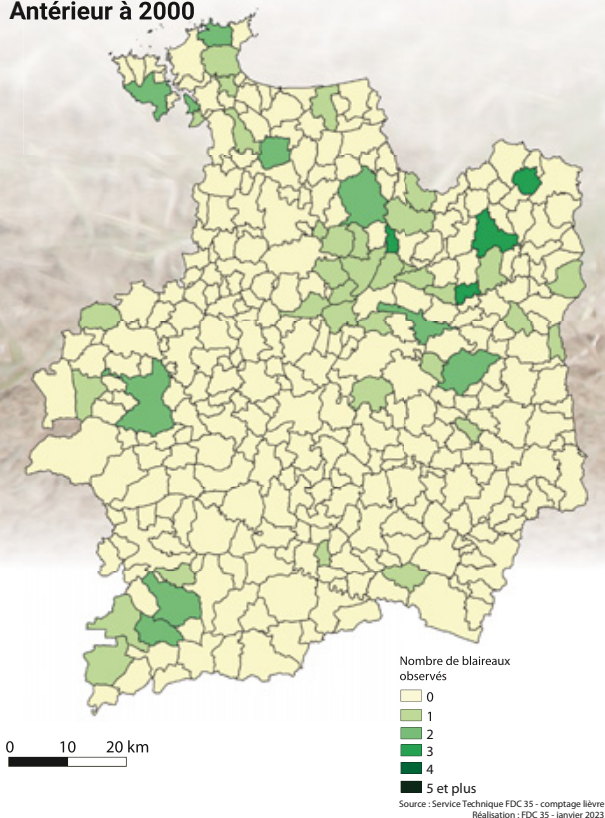 Antérieur à 2000
Nombre de blaireaux
observés
0
1
2
3
4
5 et plus
0 10 20 km
Source : Service Technique FDC 35 - comptage lièvre
Réalisation : FDC 35 - janvier 2023